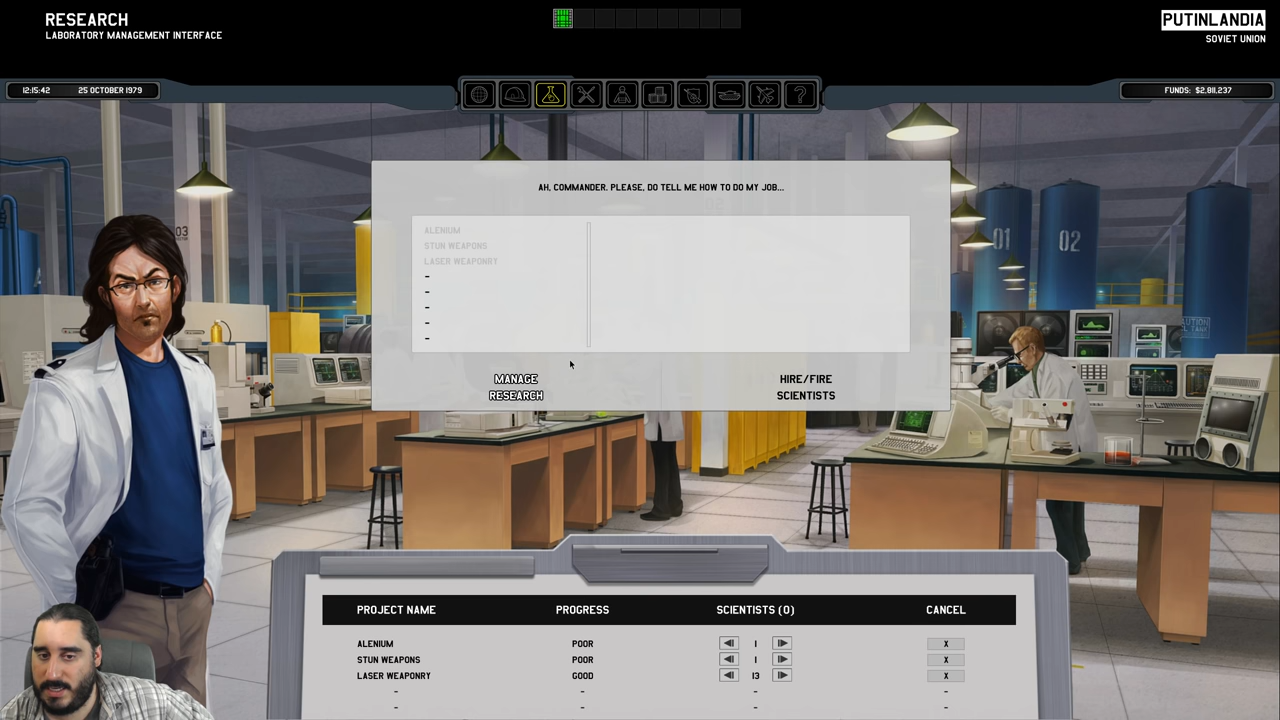 RESEARCH
LABORATORY MANAGEMENT INTERFACE
PUTINLANDIA
SOVIET UNION
12:15:42 25 OCTOBER 1979
?
FUNDS: $2,811,237
AH, COMMANDER. PLEASE, DO TELL ME HOW TO DO MY JOB...
ALENIUM
STUN WEAPONS
LASER WEAPONRY
-
-
-
-
-
MANAGE
RESEARCH
HIRE/FIRE
SCIENTISTS
03
01
02
PROJECT NAME PROGRESS SCIENTISTS (0) CANCEL
ALENIUM POOR 1 X
STUN WEAPONS POOR 1 X
LASER WEAPONRY GOOD 13 X
- - - -
- - - -